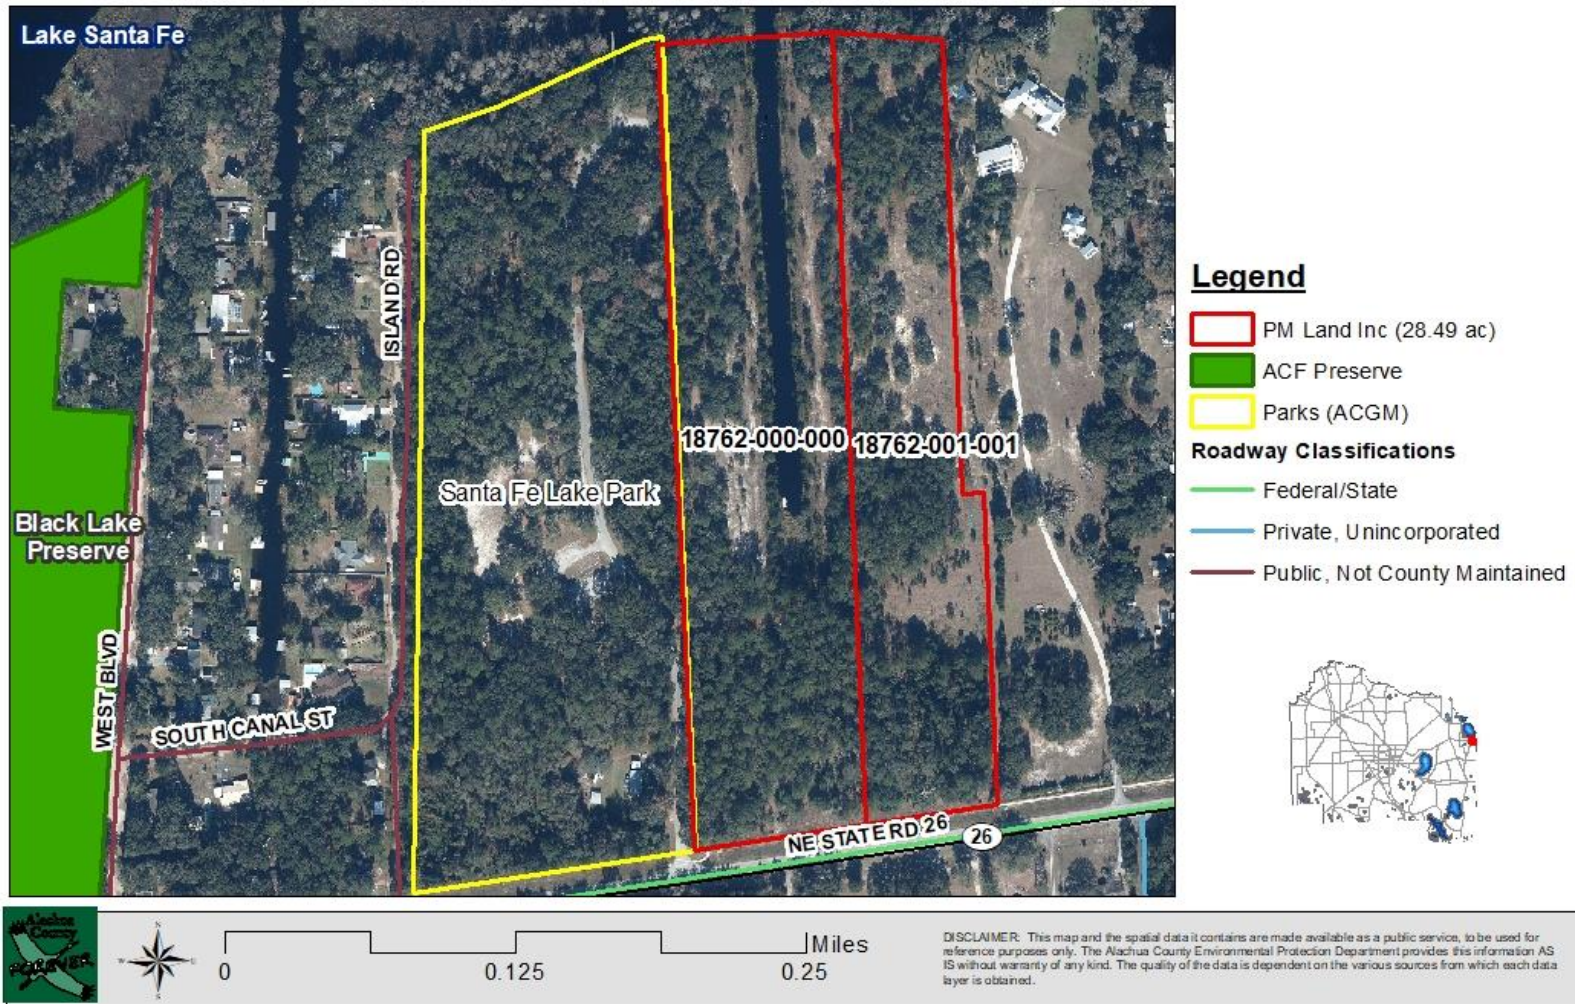 Lake Santa Fe
ISLAND RD
18762-000-000
18762-001-001
Santa Fe Lake Park
Black Lake
Preserve
WEST BLVD
SOUTH CANAL ST
NE STATE RD 26
26
Legend
PM Land Inc (28.49 ac)
ACF Preserve
Parks (ACGM)
Roadway Classifications
Federal/State
Private, Unincorporated
Public, Not County Maintained
Alachua
County
FOREVER
N
W
E
S
Miles
0
0.125
0.25
DISCLAIMER: This map and the spatial data it contains are made available as a public service, to be used for
reference purposes only. The Alachua County Environmental Protection Department provides this information AS
IS without warranty of any kind. The quality of the data is dependent on the various sources from which each data
layer is obtained.